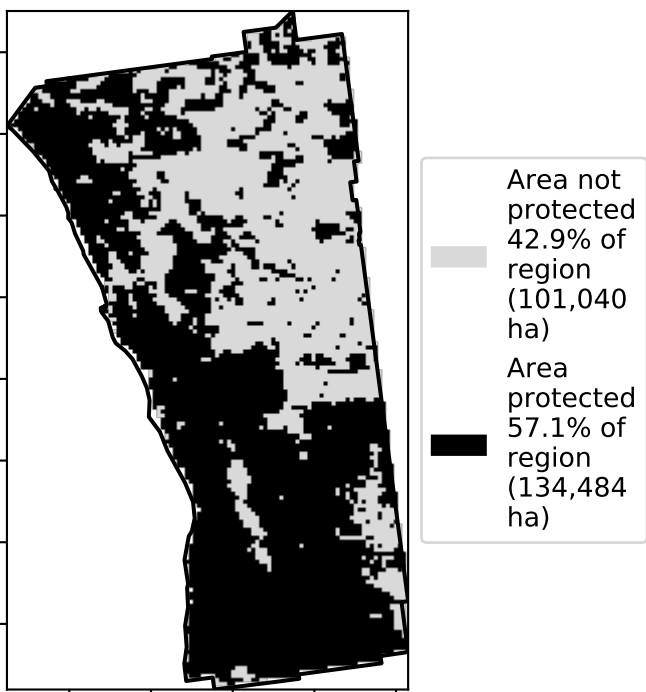 Area not
protected
42.9% of
region
(101,040
ha)
Area
protected
57.1% of
region
(134,484
ha)